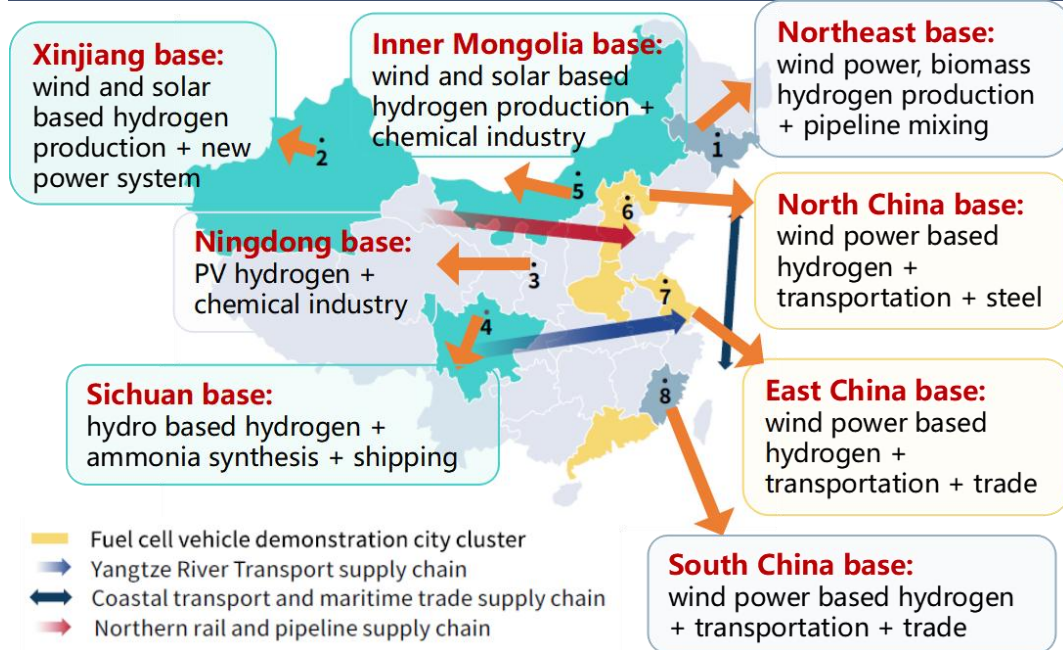 Xinjiang base:
wind and solar
based hydrogen
production + new
power system
Inner Mongolia base:
wind and solar based
hydrogen production +
chemical industry
Northeast base:
wind power, biomass
hydrogen production
+ pipeline mixing
North China base:
wind power based
hydrogen +
transportation + steel
Ningdong base:
PV hydrogen +
chemical industry
Sichuan base:
hydro based hydrogen +
ammonia synthesis + shipping
East China base:
wind power based
hydrogen +
transportation + trade
South China base:
wind power based hydrogen
+ transportation + trade
1
2
3
4
5
6
7
8
Fuel cell vehicle demonstration city cluster
Yangtze River Transport supply chain
Coastal transport and maritime trade supply chain
Northern rail and pipeline supply chain